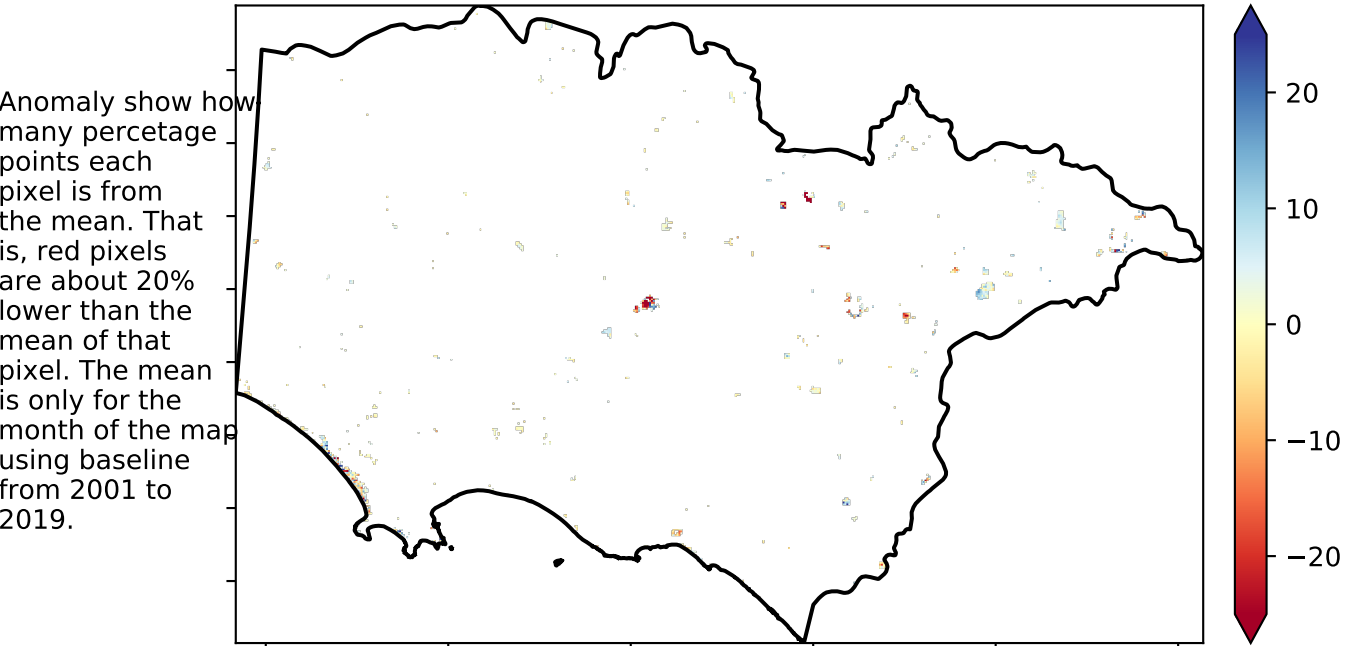 Anomaly show how
many percetage
points each
pixel is from
the mean. That
is, red pixels
are about 20%
lower than the
mean of that
pixel. The mean
is only for the
month of the map
using baseline
from 2001 to
2019.
20
10
0
−10
−20